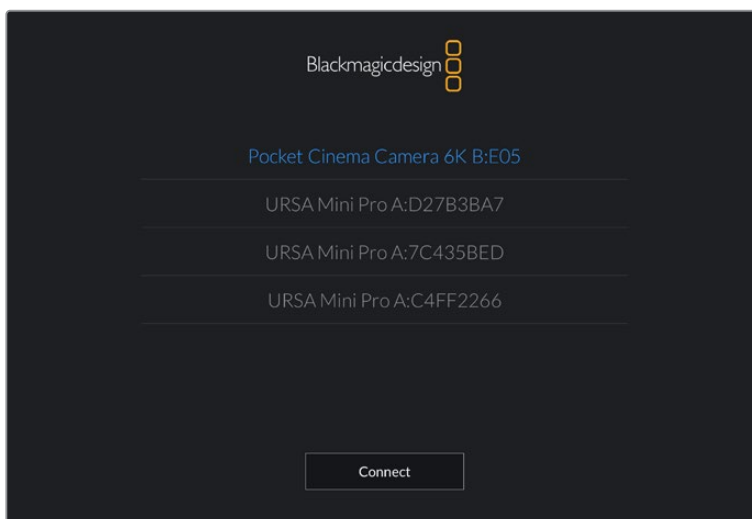 Blackmagicdesign
Pocket Cinema Camera 6K B:E05
URSA Mini Pro A:D27B3BA7
URSA Mini Pro A:7C435BED
URSA Mini Pro A:C4FF2266
Connect